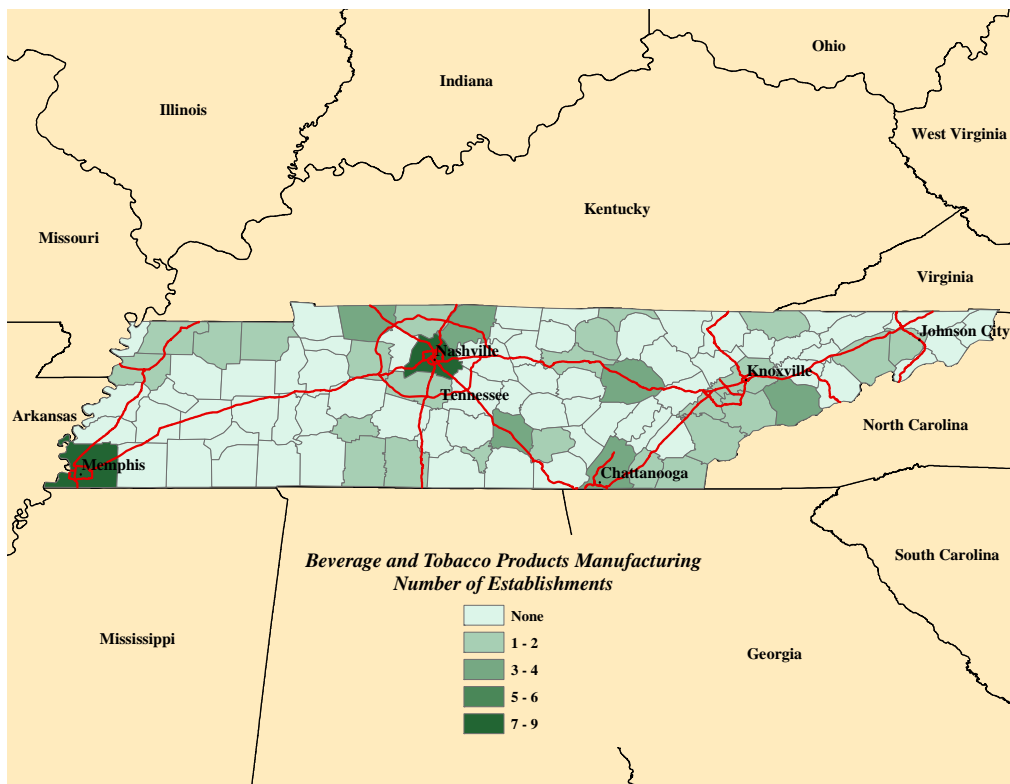 Ohio
Indiana
Illinois
West Virginia
Kentucky
Missouri
Virginia
Johnson City
Nashville
Knoxville
Tennessee
Arkansas
North Carolina
Memphis
Chattanooga
South Carolina
Beverage and Tobacco Products Manufacturing
Number of Establishments
None
1 - 2
3 - 4
5 - 6
7 - 9
Mississippi
Georgia